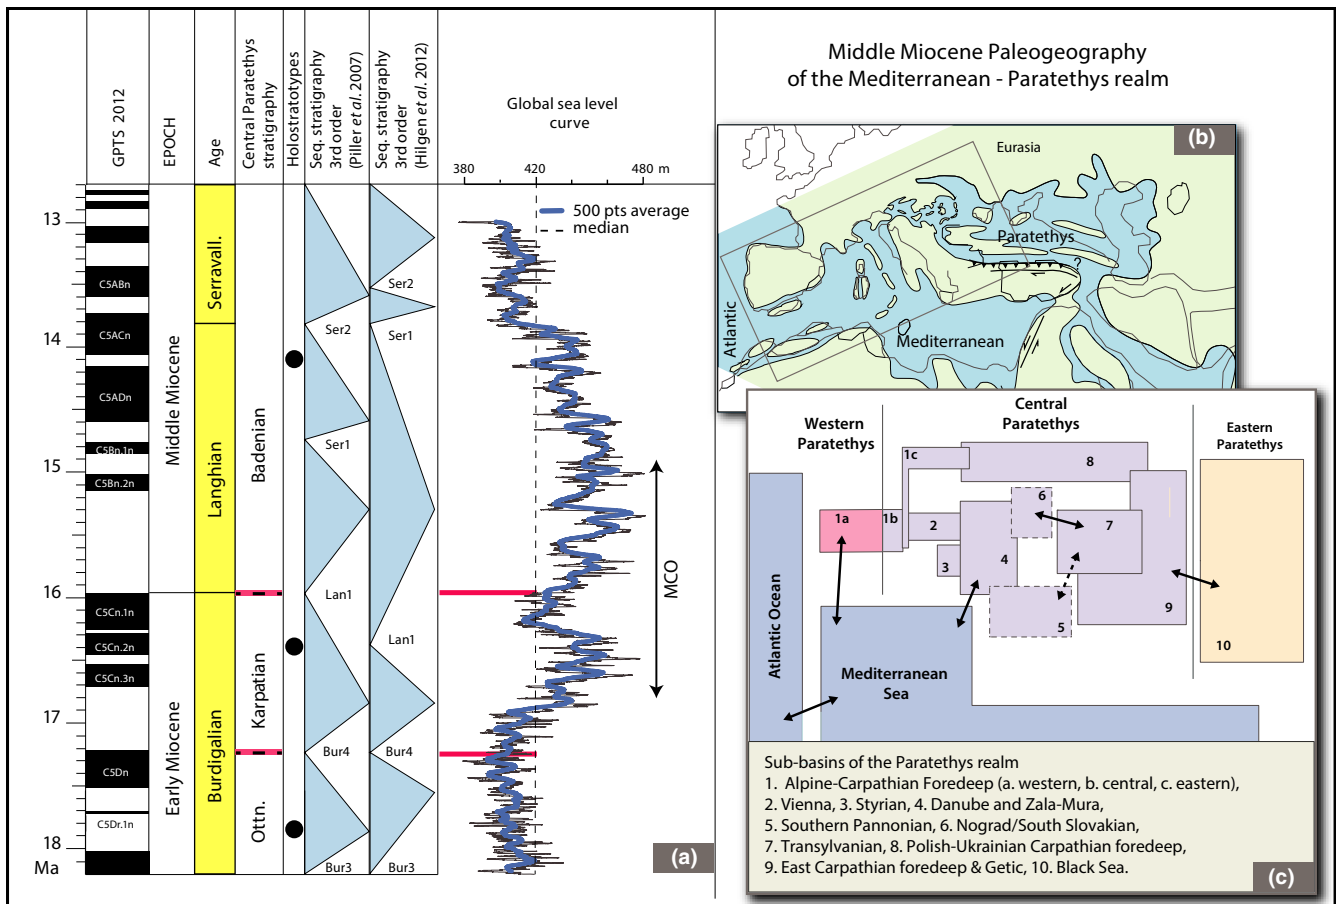 GPTS 2012
EPOCH
Age
Central Paratethys
stratigraphy
Holostratotypes
Seq. stratigraphy
3rd order
(Piller et al. 2007)
Seq. stratigraphy
3rd order
(Hilgen et al. 2012)
Global sea level
curve
380
420
480 m
500 pts average
median
13
14
15
16
17
18
Ma
C5ABn
C5ACn
C5ADn
C5Bn.1n
C5Bn.2n
C5Cn.1n
C5Cn.2n
C5Cn.3n
C5Dn
C5Dr.1n
Middle Miocene
Early Miocene
Serravall.
Langhian
Burdigalian
Badenian
Karpatian
Ottn.
Ser2
Ser1
Lan1
Bur4
Bur3
Ser2
Ser1
Lan1
Bur4
Bur3
MCO
(a)
Middle Miocene Paleogeography
of the Mediterranean - Paratethys realm
(b)
Eurasia
Paratethys
?
Atlantic
Mediterranean
Western
Paratethys
Central
Paratethys
Eastern
Paratethys
1c
8
6
1a
1b
2
7
3
4
5
9
10
Atlantic Ocean
Mediterranean
Sea
Sub-basins of the Paratethys realm
1. Alpine-Carpathian Foredeep (a. western, b. central, c. eastern),
2. Vienna, 3. Styrian, 4. Danube and Zala-Mura,
5. Southern Pannonian, 6. Nograd/South Slovakian,
7. Transylvanian, 8. Polish-Ukrainian Carpathian foredeep,
9. East Carpathian foredeep & Getic, 10. Black Sea.
(c)